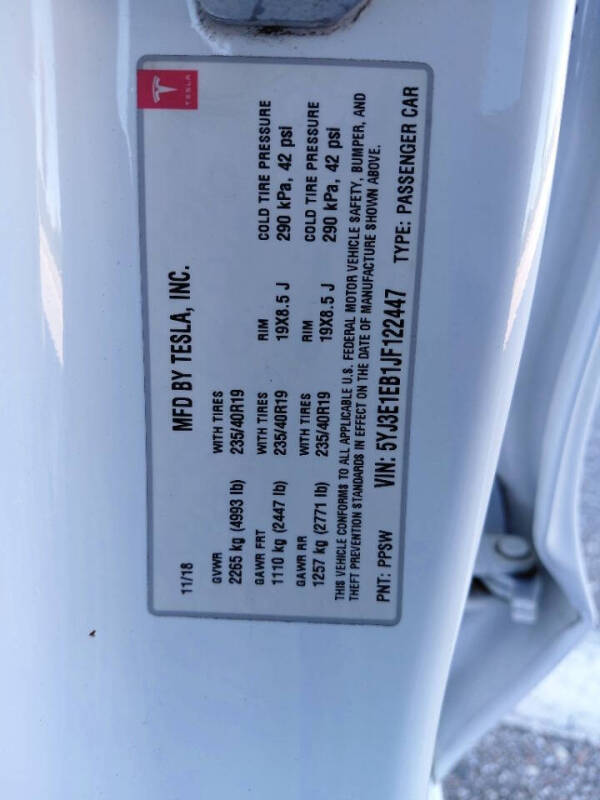 TESLA
MFD BY TESLA, INC.
11/18
GVWR WITH TIRES
2265 kg (4993 lb) 235/40R19
GAWR FRT WITH TIRES RIM COLD TIRE PRESSURE
1110 kg (2447 lb) 235/40R19 19X8.5 J 290 kPa, 42 psi
GAWR RR WITH TIRES RIM COLD TIRE PRESSURE
1257 kg (2771 lb) 235/40R19 19X8.5 J 290 kPa, 42 psi
THIS VEHICLE CONFORMS TO ALL APPLICABLE U.S. FEDERAL MOTOR VEHICLE SAFETY, BUMPER, AND
THEFT PREVENTION STANDARDS IN EFFECT ON THE DATE OF MANUFACTURE SHOWN ABOVE.
PNT: PPSW VIN: 5YJ3E1EB1JF122447 TYPE: PASSENGER CAR